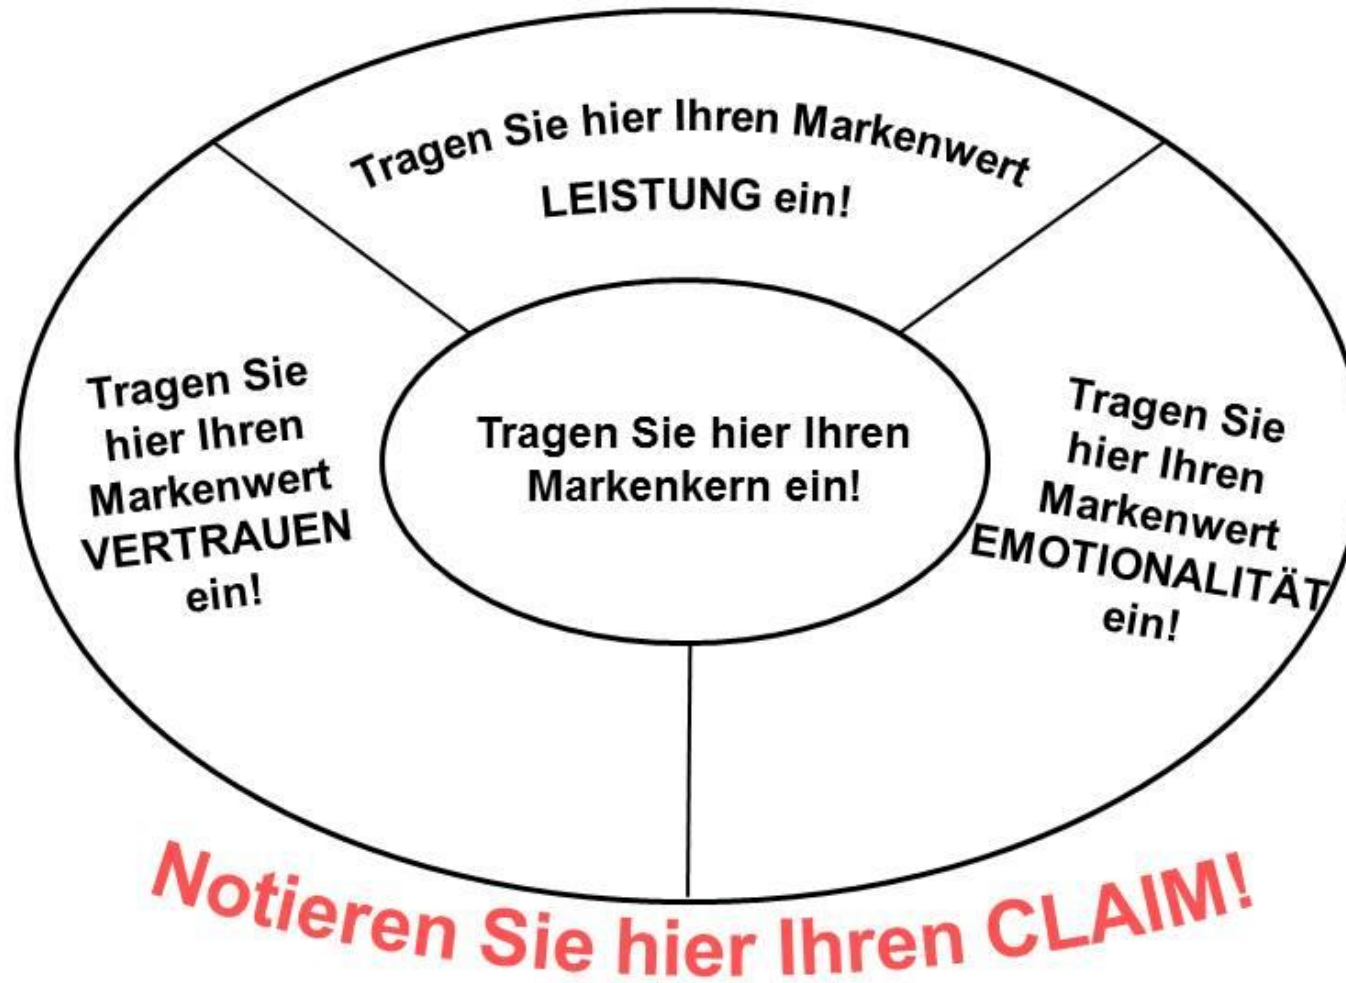 Tragen Sie hier Ihren Markenwert
LEISTUNG ein!
Tragen Sie
hier Ihren
Markenwert
VERTRAUEN
ein!
Tragen Sie hier Ihren
Markenkern ein!
Tragen Sie
hier Ihren
Markenwert
EMOTIONALITÄT
ein!
Notieren Sie hier Ihren CLAIM!